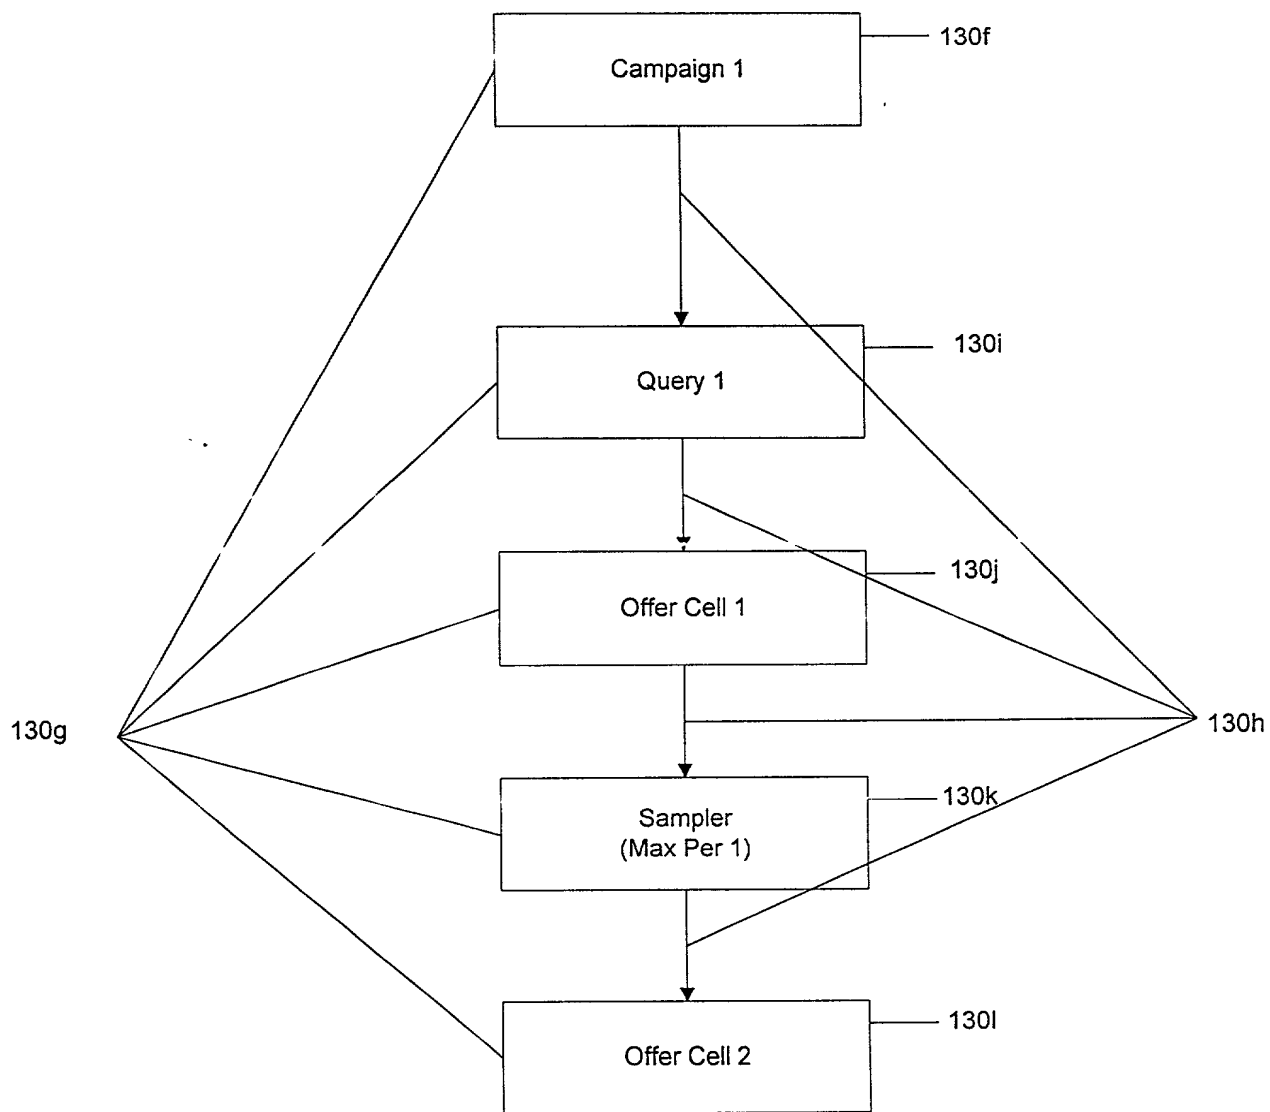 130f
Campaign 1
130i
Query 1
130j
Offer Cell 1
130g
130h
130k
Sampler
(Max Per 1)
130l
Offer Cell 2